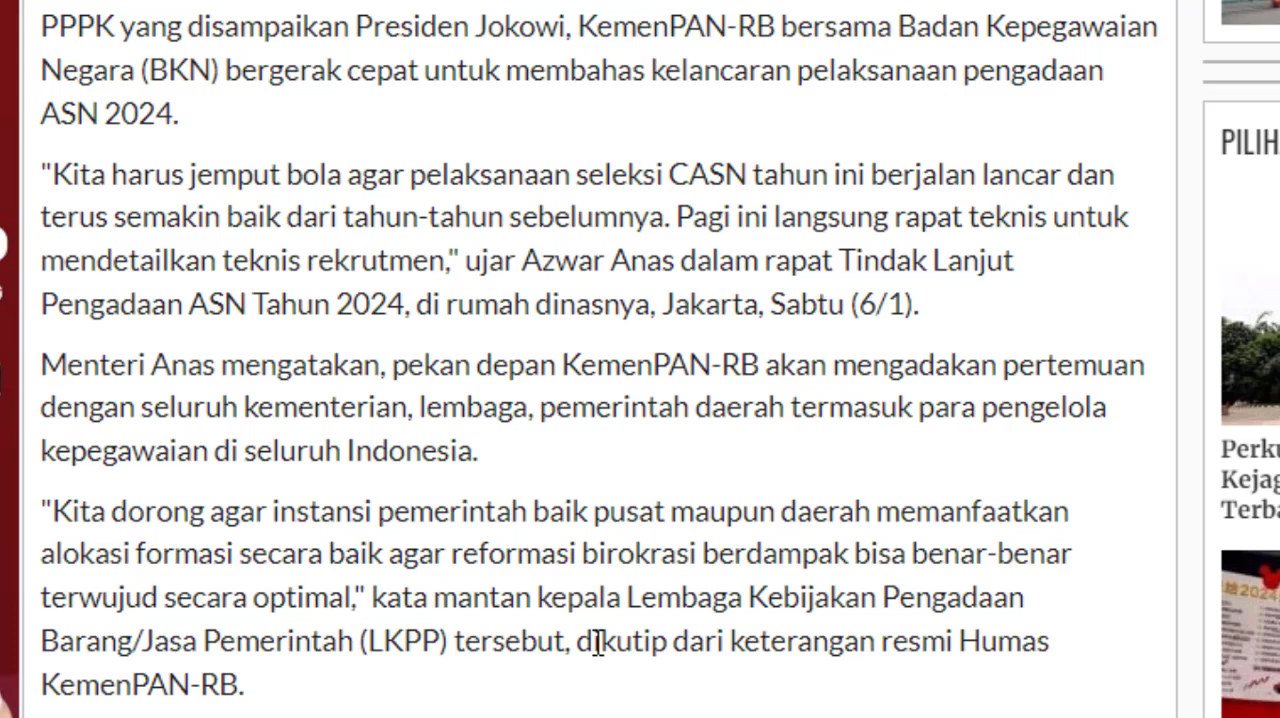 PPPK yang disampaikan Presiden Jokowi, KemenPAN-RB bersama Badan Kepegawaian
Negara (BKN) bergerak cepat untuk membahas kelancaran pelaksanaan pengadaan
ASN 2024.
"Kita harus jemput bola agar pelaksanaan seleksi CASN tahun ini berjalan lancar dan
terus semakin baik dari tahun-tahun sebelumnya. Pagi ini langsung rapat teknis untuk
mendetailkan teknis rekrutmen," ujar Azwar Anas dalam rapat Tindak Lanjut
Pengadaan ASN Tahun 2024, di rumah dinasnya, Jakarta, Sabtu (6/1).
Menteri Anas mengatakan, pekan depan KemenPAN-RB akan mengadakan pertemuan
dengan seluruh kementerian, lembaga, pemerintah daerah termasuk para pengelola
kepegawaian di seluruh Indonesia.
"Kita dorong agar instansi pemerintah baik pusat maupun daerah memanfaatkan
alokasi formasi secara baik agar reformasi birokrasi berdampak bisa benar-benar
terwujud secara optimal," kata mantan kepala Lembaga Kebijakan Pengadaan
Barang/Jasa Pemerintah (LKPP) tersebut, dikutip dari keterangan resmi Humas
KemenPAN-RB.
PILIH
Perku
Kejag
Terba
2024